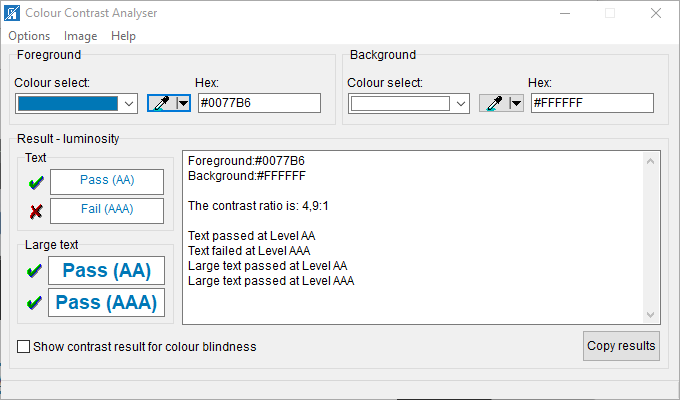 Colour Contrast Analyser
Options Image Help
Foreground
Colour select: Hex:
#0077B6
Background
Colour select: Hex:
#FFFFFF
Result - luminosity
Text
Pass (AA)
Fail (AAA)
Large text
Pass (AA)
Pass (AAA)
Foreground:#0077B6
Background:#FFFFFF
The contrast ratio is: 4,9:1
Text passed at Level AA
Text failed at Level AAA
Large text passed at Level AA
Large text passed at Level AAA
Show contrast result for colour blindness
Copy results